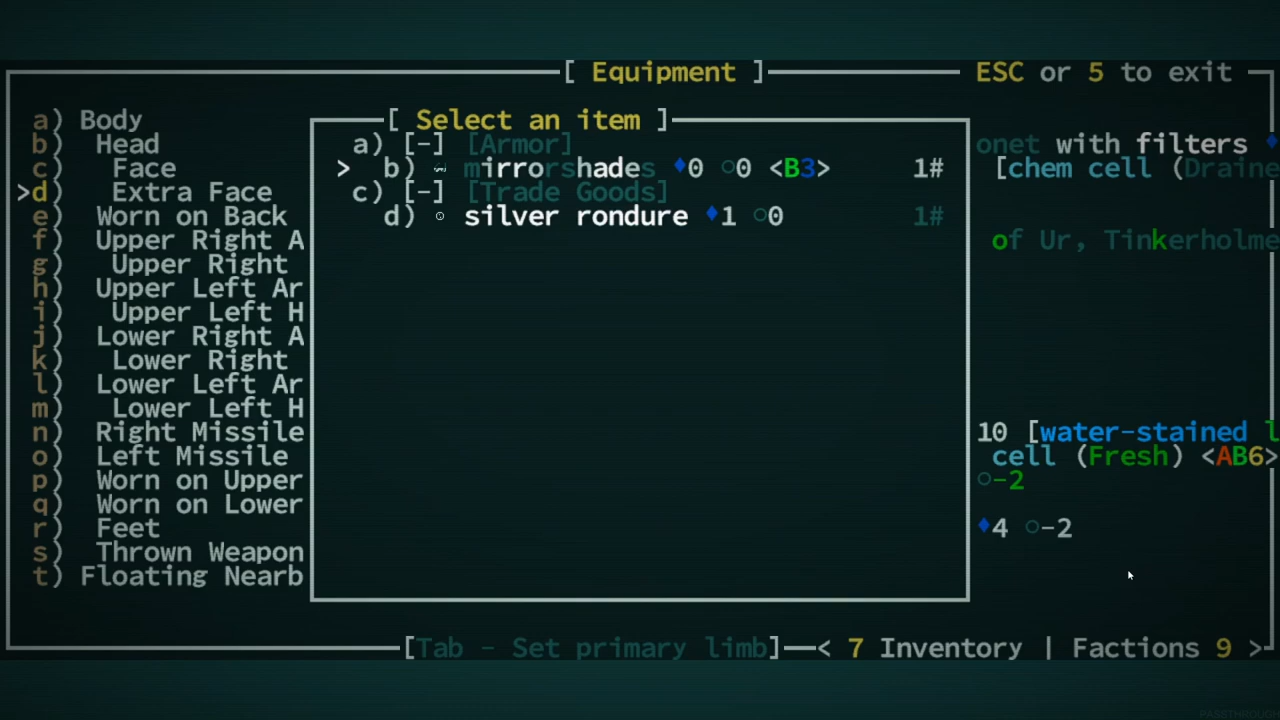 [ Equipment ] ESC or 5 to exit
a) Body
b) Head onet with filters ♦
c) Face [chem cell (Draine
>d) Extra Face
e) Worn on Back
f) Upper Right A of Ur, Tinkerholme
g) Upper Right
h) Upper Left Ar
i) Upper Left H
j) Lower Right A
k) Lower Right
l) Lower Left Ar
m) Lower Left H
n) Right Missile 10 [water-stained l
o) Left Missile cell (Fresh) <AB6>
p) Worn on Upper ○-2
q) Worn on Lower
r) Feet ♦4 ○-2
s) Thrown Weapon
t) Floating Nearb
[ Select an item ]
a) [-] [Armor]
> b) mirrorshades ♦0 ○0 <B3> 1#
c) [-] [Trade Goods]
d) silver rondure ♦1 ○0 1#
[Tab - Set primary limb] < 7 Inventory | Factions 9 >